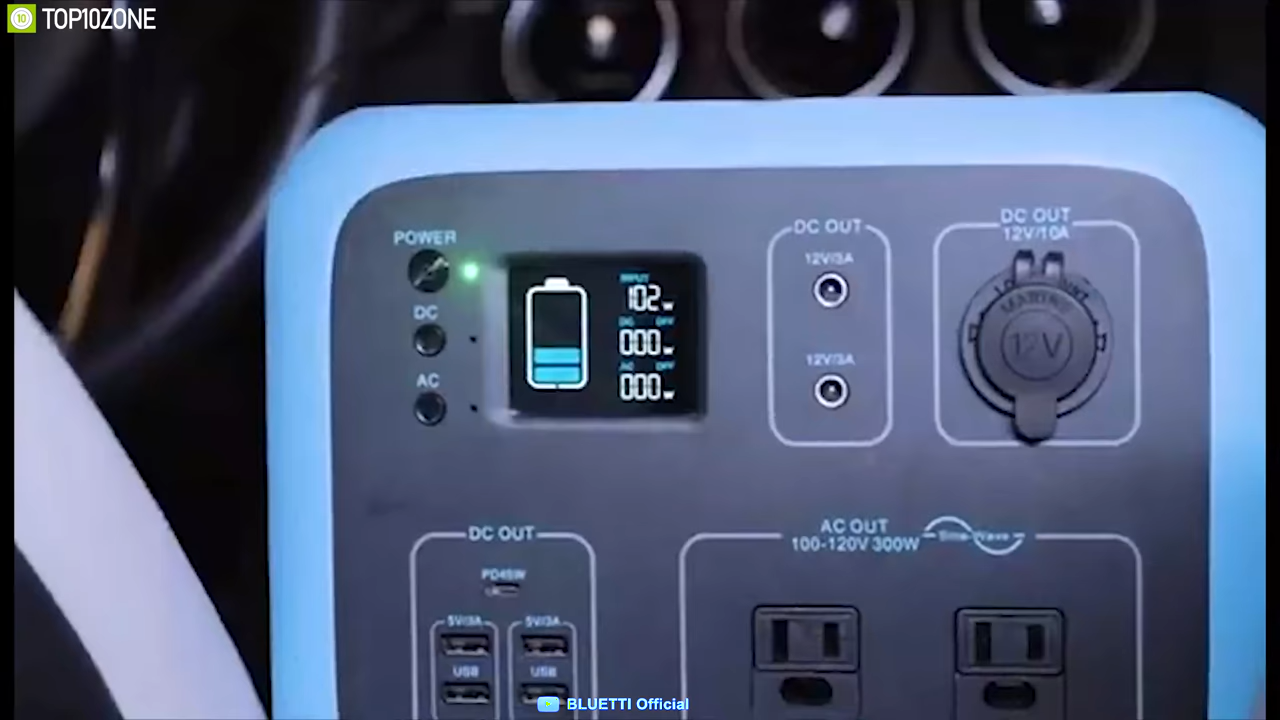 TOP10ZONE
POWER
DC
AC
INPUT
102W
DC OFF
000W
AC OFF
000W
DC OUT
12V/3A
12V/3A
DC OUT
12V/10A
12V
DC OUT
PD45W
5V/3A
5V/3A
USB
USB
AC OUT
100-120V 300W
Sine Wave
BLUETTI Official